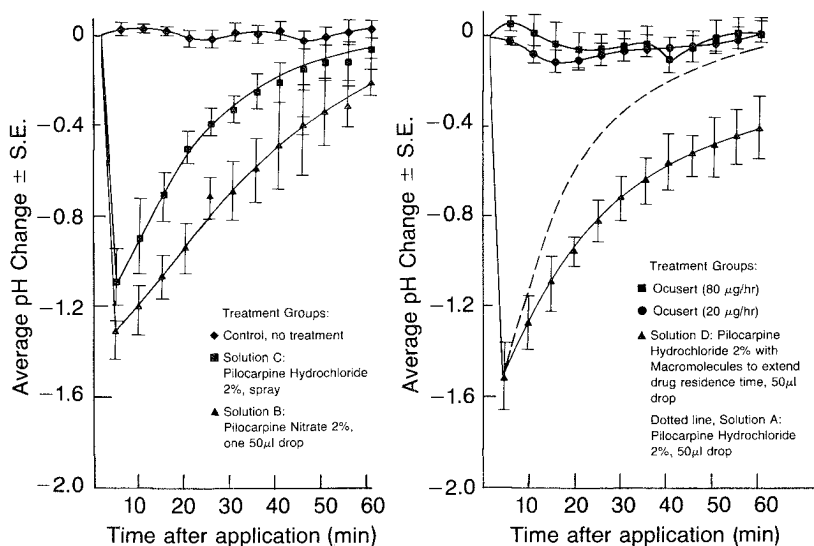 Average pH Change ± S.E.
0
-0.4
-0.8
-1.2
-1.6
-2.0
Treatment Groups:
Control, no treatment
Solution C:
Pilocarpine Hydrochloride
2%, spray
Solution B:
Pilocarpine Nitrate 2%,
one 50μl drop
0 10 20 30 40 50 60
Time after application (min)
Average pH Change ± S.E.
0
-0.4
-0.8
-1.2
-1.6
-2.0
Treatment Groups:
Ocusert (80 μg/hr)
Ocusert (20 μg/hr)
Solution D: Pilocarpine
Hydrochloride 2% with
Macromolecules to extend
drug residence time, 50μl
drop
Dotted line, Solution A:
Pilocarpine Hydrochloride
2%, 50μl drop
0 10 20 30 40 50 60
Time after application (min)